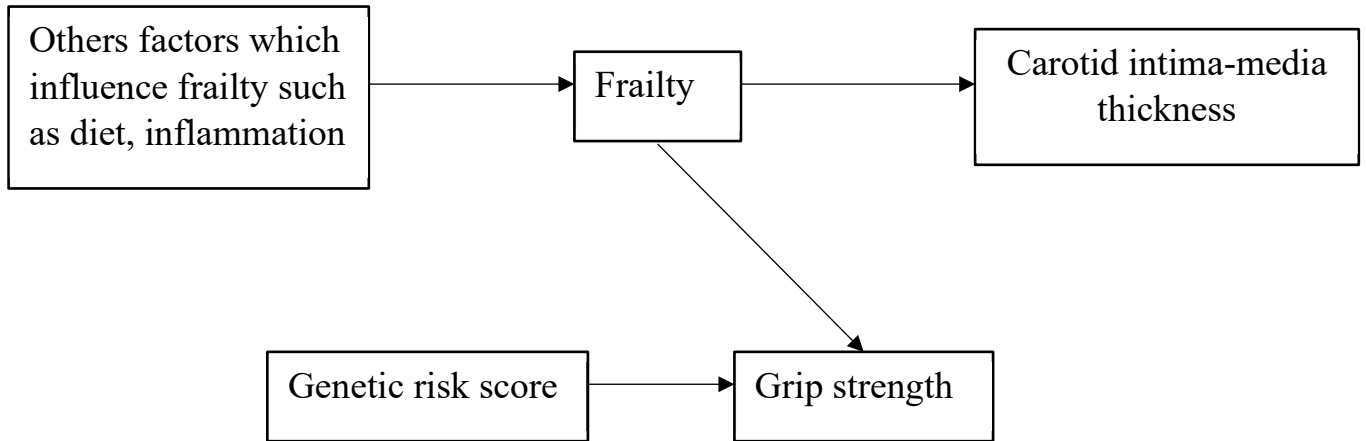 Others factors which
influence frailty such
as diet, inflammation
Frailty
Carotid intima-media
thickness
Genetic risk score
Grip strength